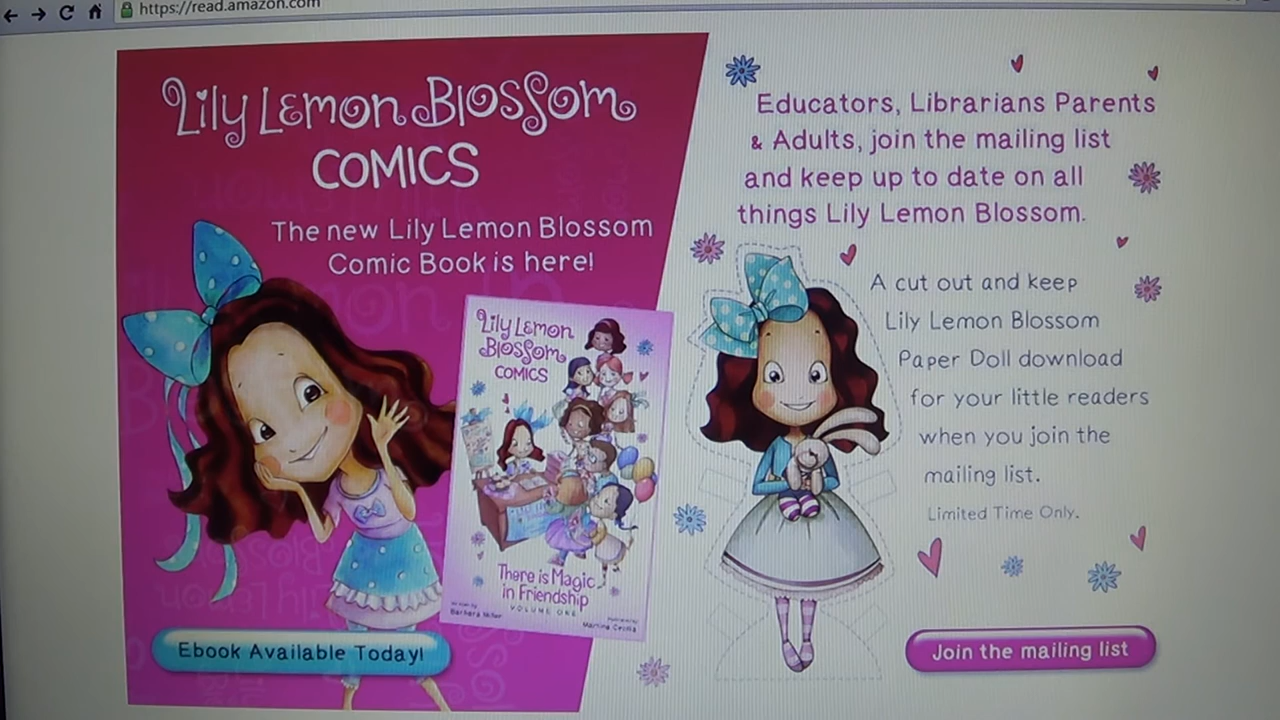 https://read.amazon.com
Lily Lemon Blossom
COMICS
The new Lily Lemon Blossom
Comic Book is here!
Lily Lemon
Blossom
COMICS
There is Magic
in Friendship
VOLUME ONE
Barbara Miller
Martina Cecilia
Ebook Available Today!
Educators, Librarians Parents
& Adults, join the mailing list
and keep up to date on all
things Lily Lemon Blossom.
A cut out and keep
Lily Lemon Blossom
Paper Doll download
for your little readers
when you join the
mailing list.
Limited Time Only.
Join the mailing list